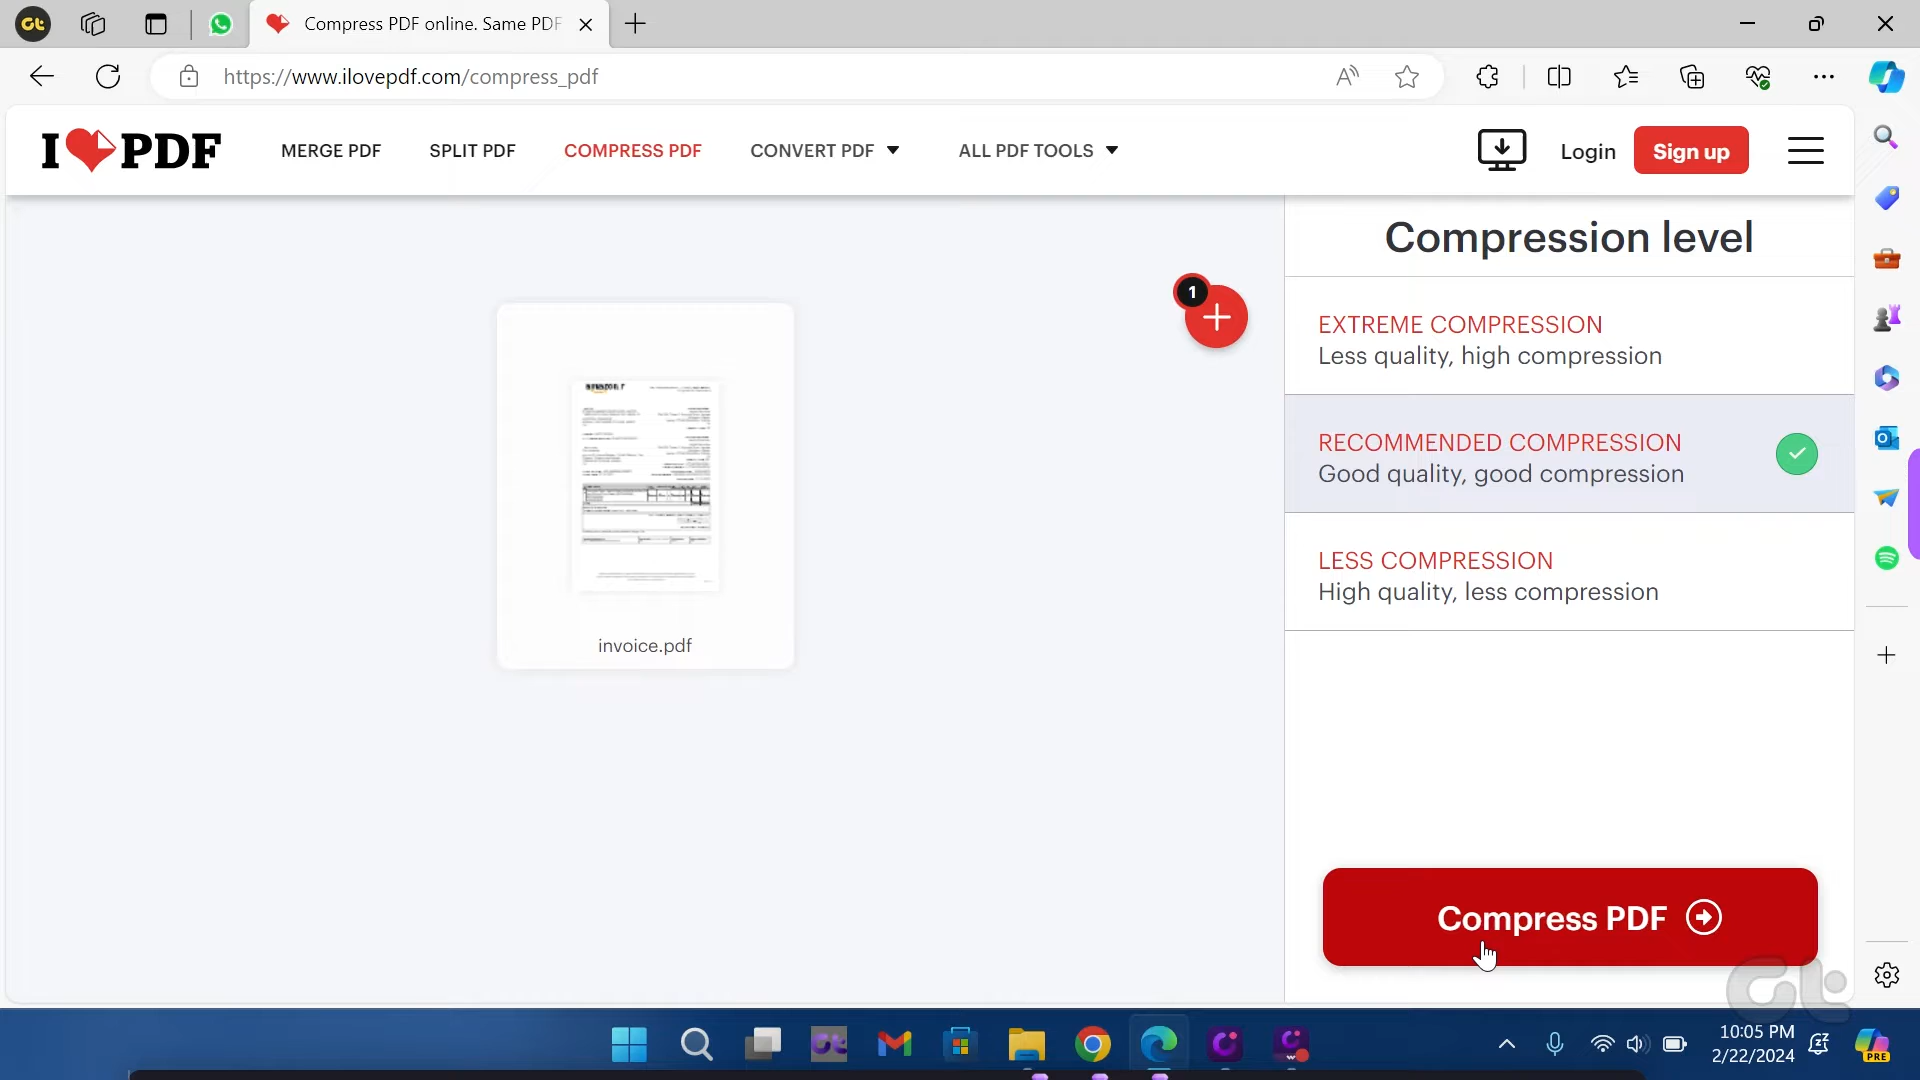 Compress PDF online. Same PDF
https://www.ilovepdf.com/compress_pdf
I PDF
MERGE PDF
SPLIT PDF
COMPRESS PDF
CONVERT PDF
ALL PDF TOOLS
Login
Sign up
Compression level
1
EXTREME COMPRESSION
Less quality, high compression
RECOMMENDED COMPRESSION
Good quality, good compression
LESS COMPRESSION
High quality, less compression
invoice.pdf
Compress PDF
10:05 PM
2/22/2024
PRE